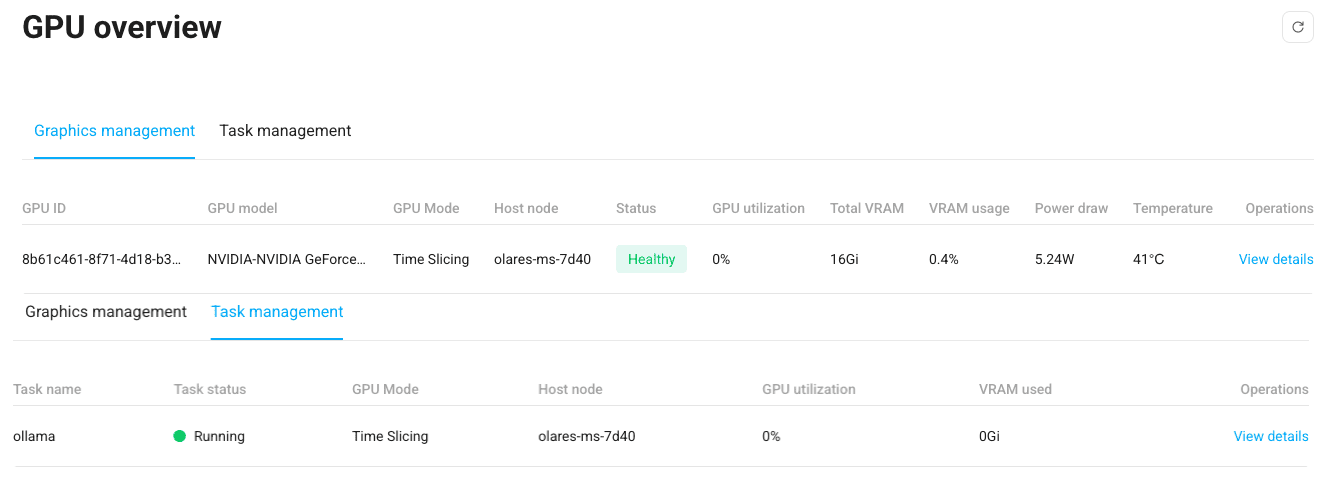 GPU overview
Graphics management Task management
GPU ID GPU model GPU Mode Host node Status GPU utilization Total VRAM VRAM usage Power draw Temperature Operations
8b61c461-8f71-4d18-b3... NVIDIA-NVIDIA GeForce... Time Slicing olares-ms-7d40 Healthy 0% 16Gi 0.4% 5.24W 41°C View details
Graphics management Task management
Task name Task status GPU Mode Host node GPU utilization VRAM used Operations
ollama Running Time Slicing olares-ms-7d40 0% 0Gi View details